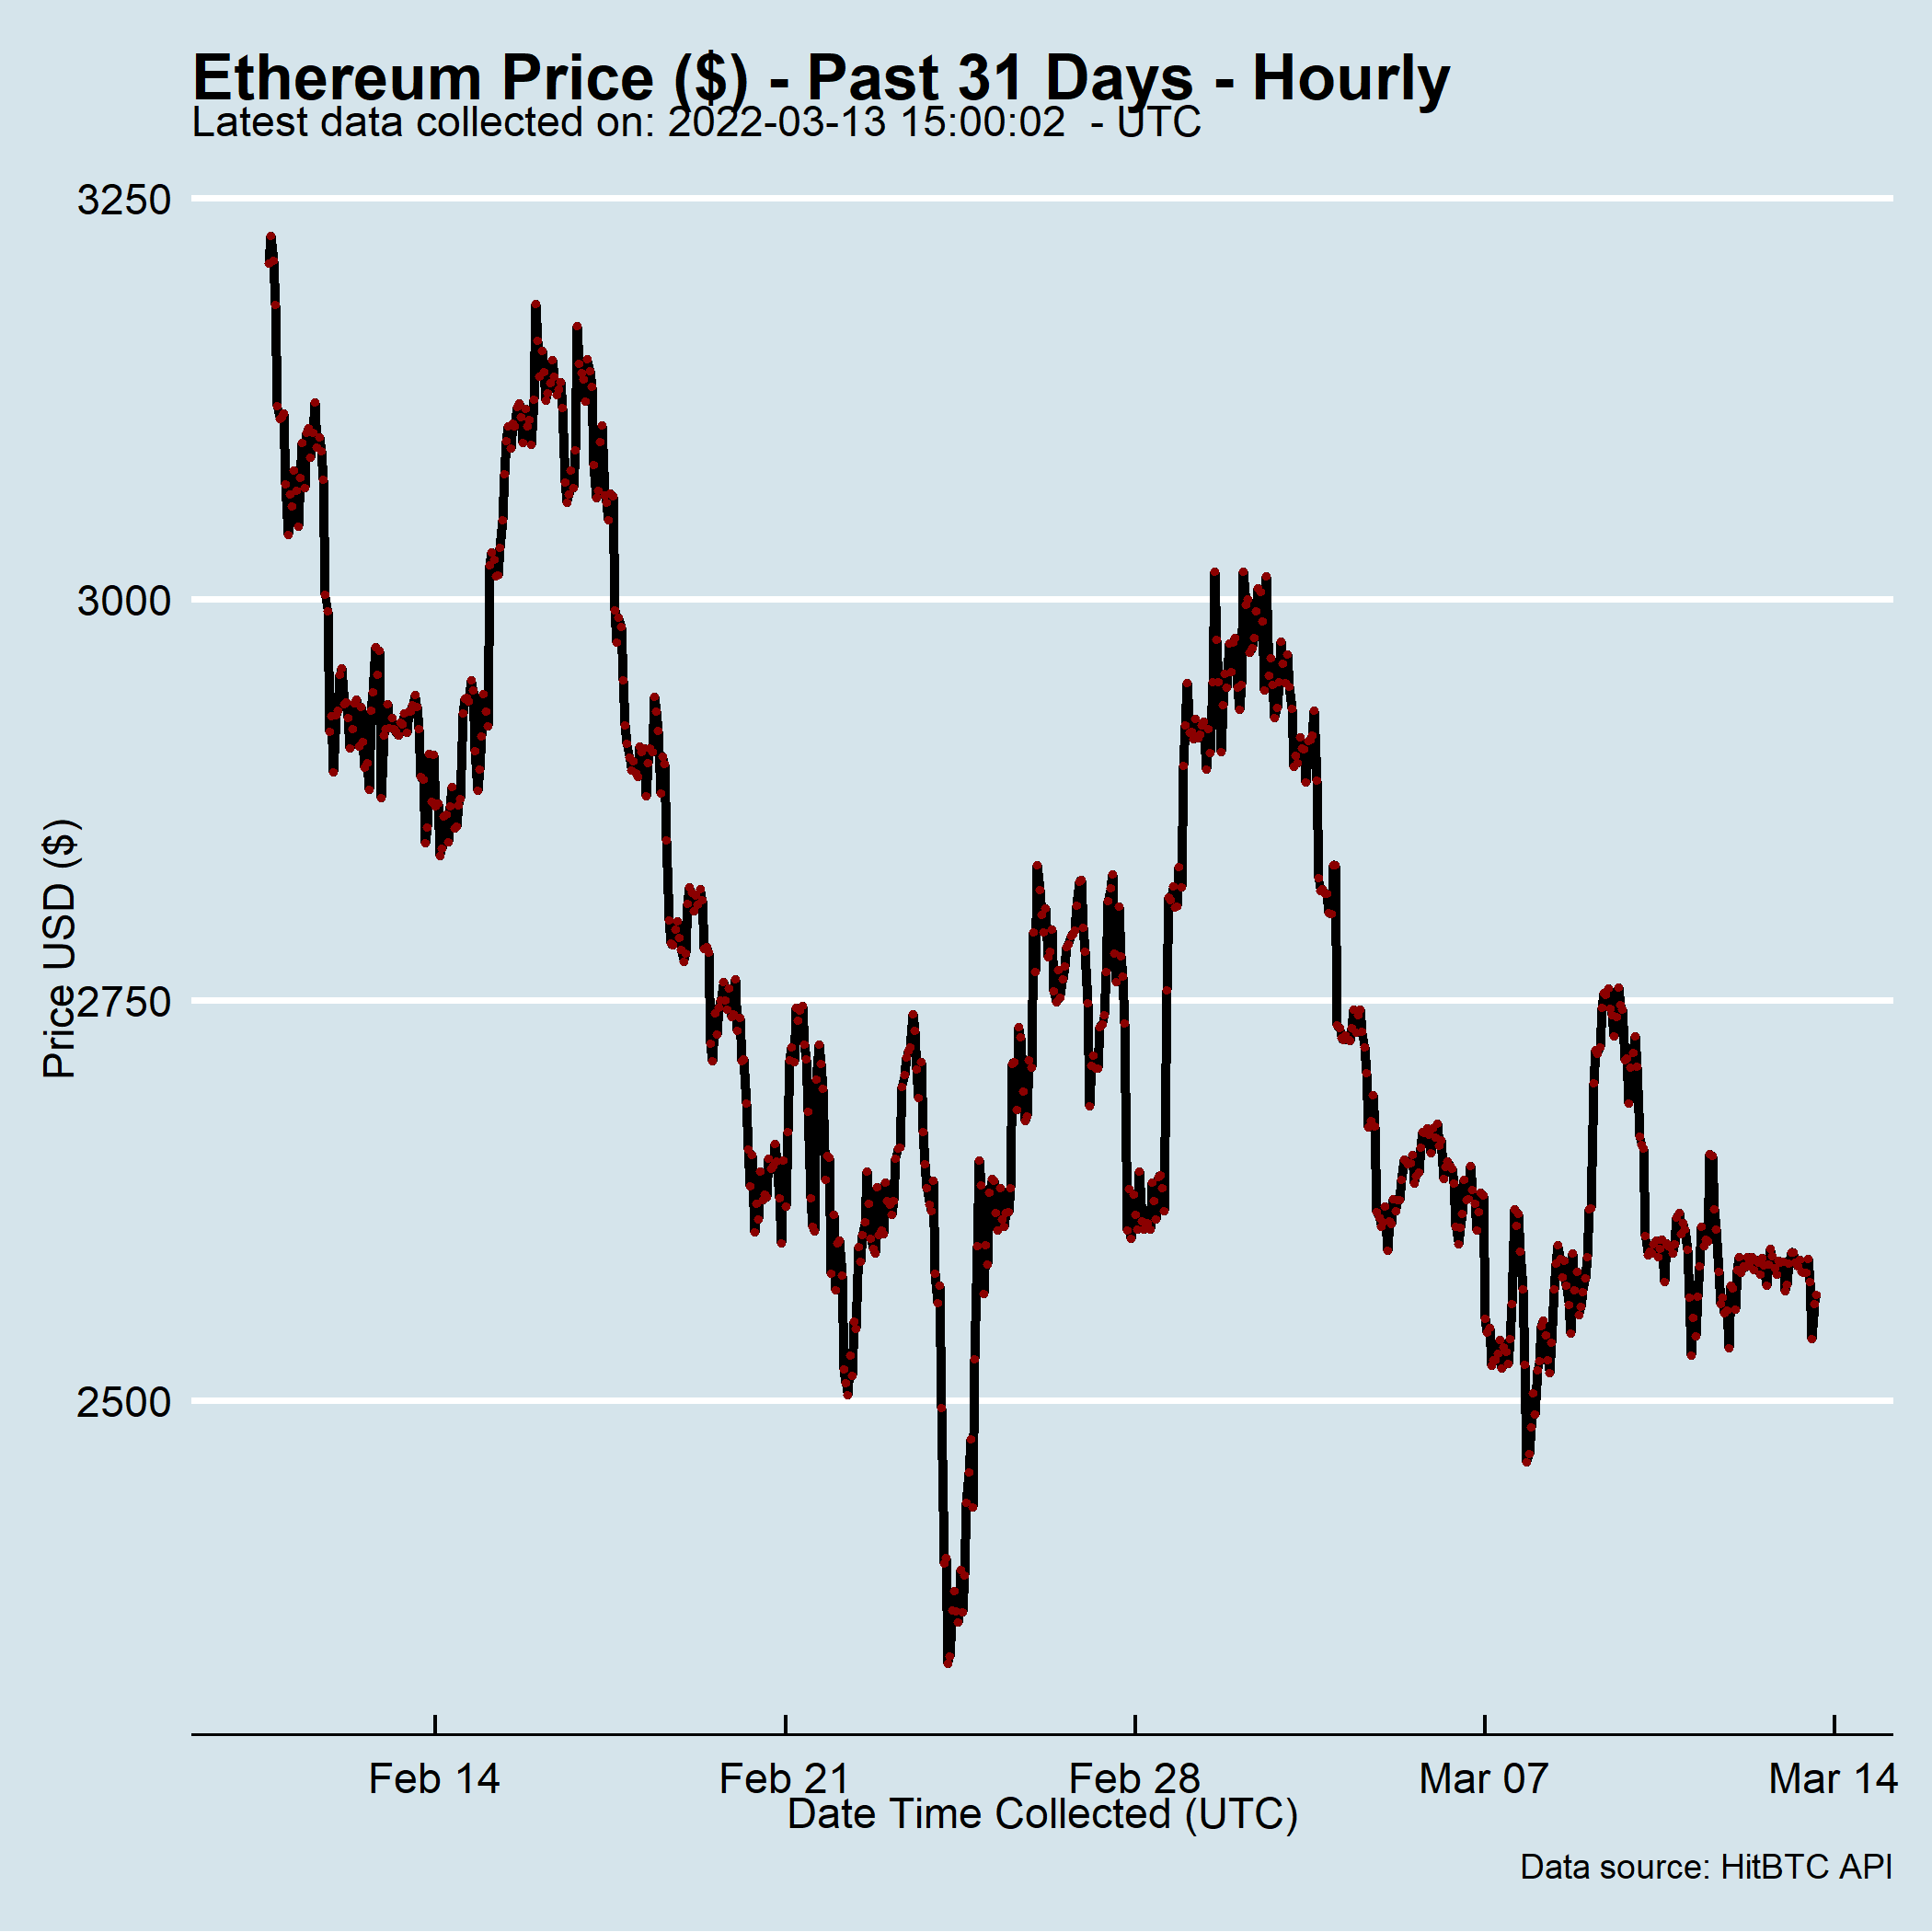 Ethereum Price ($) - Past 31 Days - Hourly
Latest data collected on: 2022-03-13 15:00:02  - UTC
3250
3000
2750
2500
Price USD ($)
Feb 14
Feb 21
Feb 28
Mar 07
Mar 14
Date Time Collected (UTC)
Data source: HitBTC API